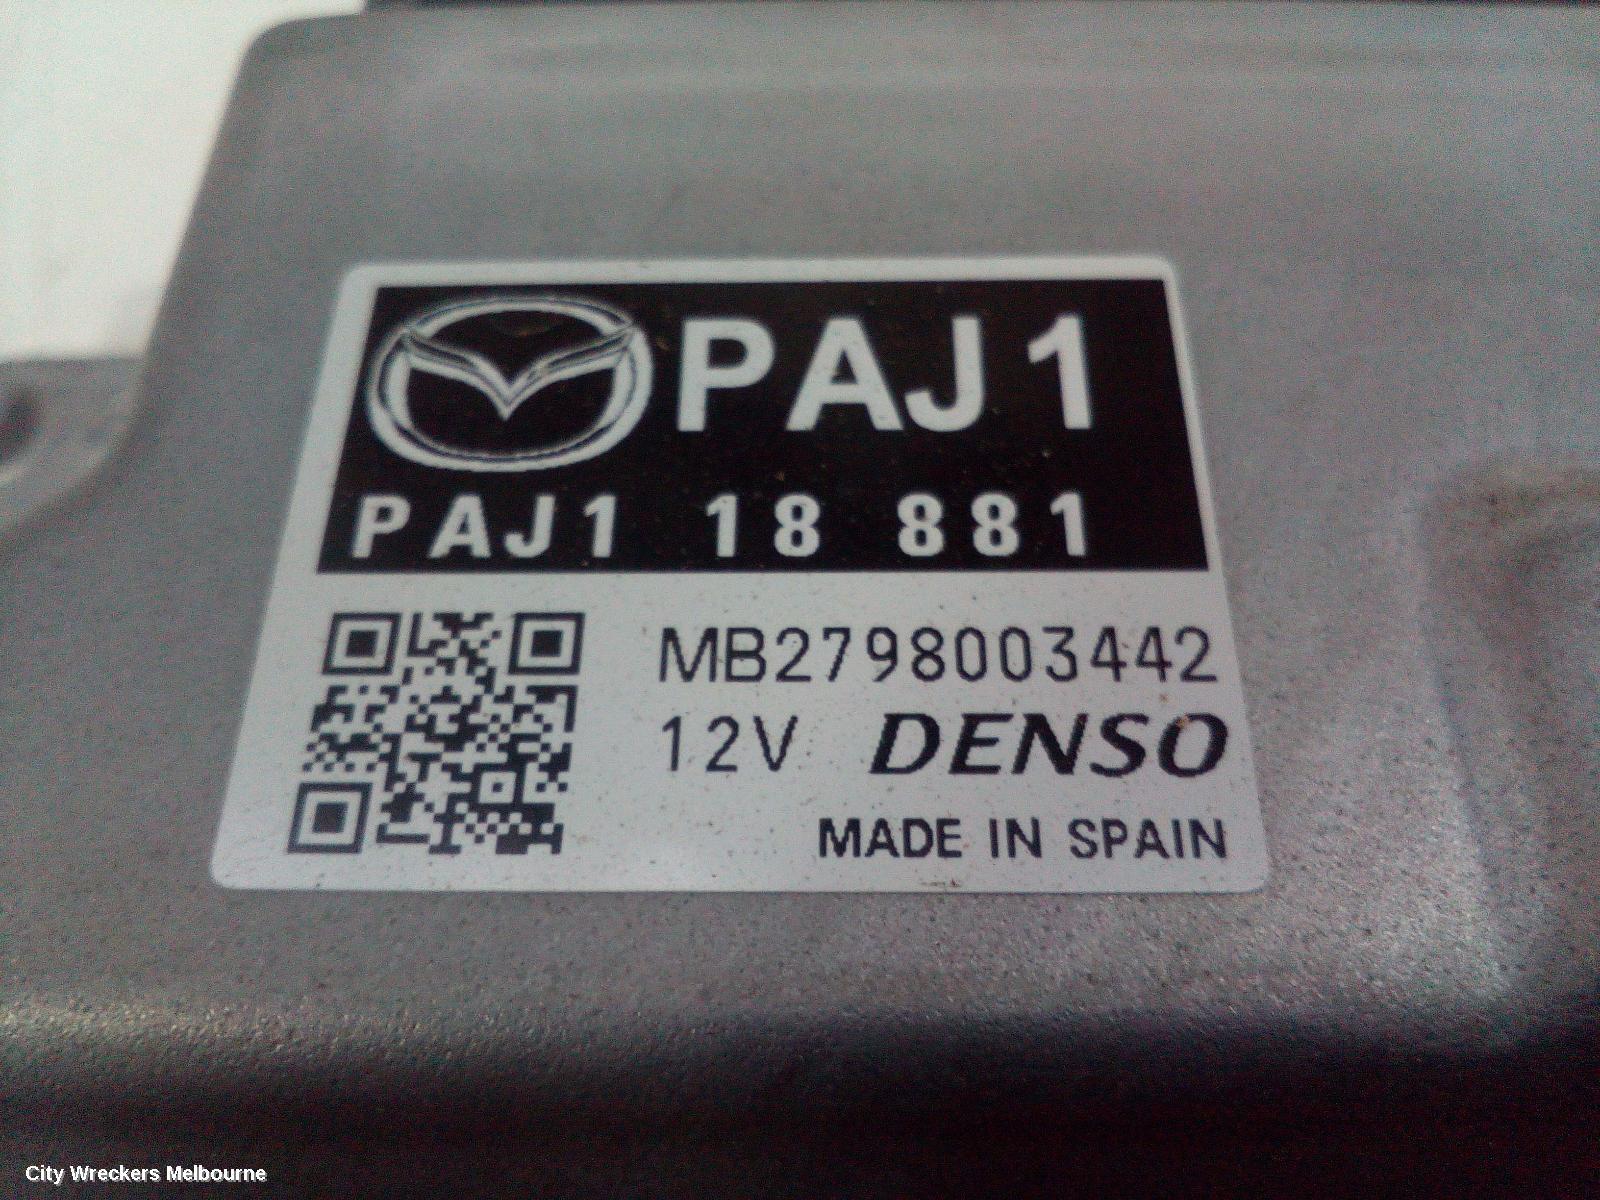 PAJ1
PAJ1 18 881
MB2798003442
12V DENSO
MADE IN SPAIN
City Wreckers Melbourne